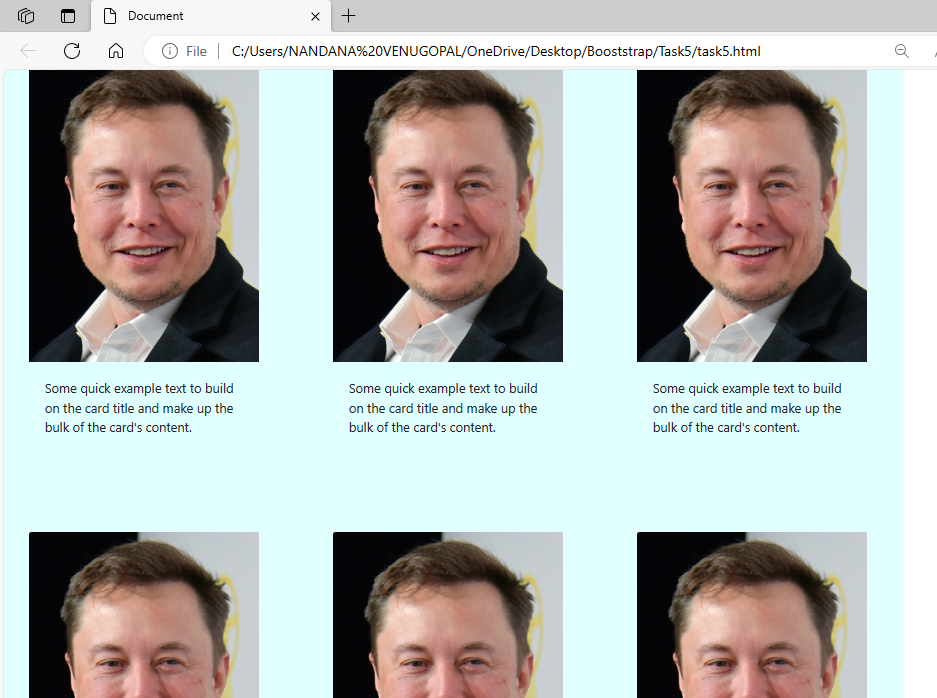 Document
File
C:/Users/NANDANA%20VENUGOPAL/OneDrive/Desktop/Booststrap/Task5/task5.html
Some quick example text to build
on the card title and make up the
bulk of the card's content.
Some quick example text to build
on the card title and make up the
bulk of the card's content.
Some quick example text to build
on the card title and make up the
bulk of the card's content.